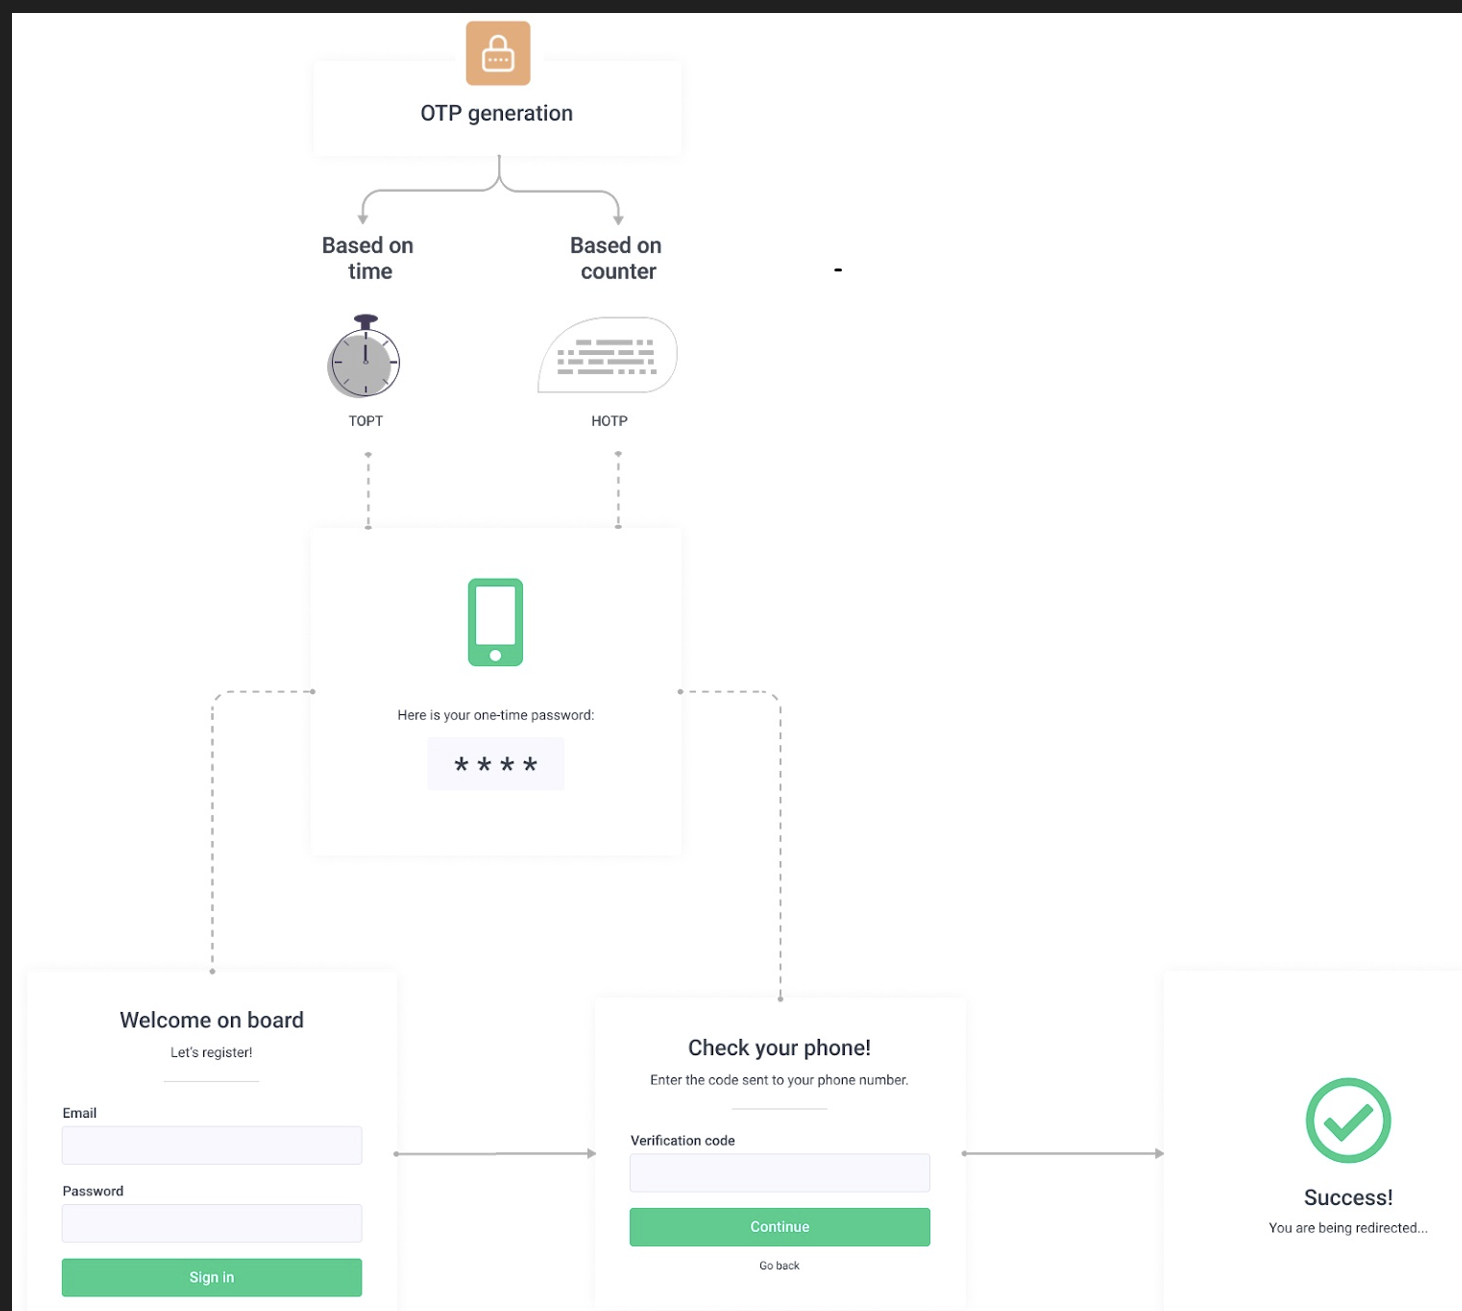 OTP generation
Based on
time
Based on
counter
-
TOPT
HOTP
Here is your one-time password:
* * * *
Welcome on board
Let's register!
Email
Password
Sign in
Check your phone!
Enter the code sent to your phone number.
Verification code
Continue
Go back
Success!
You are being redirected...